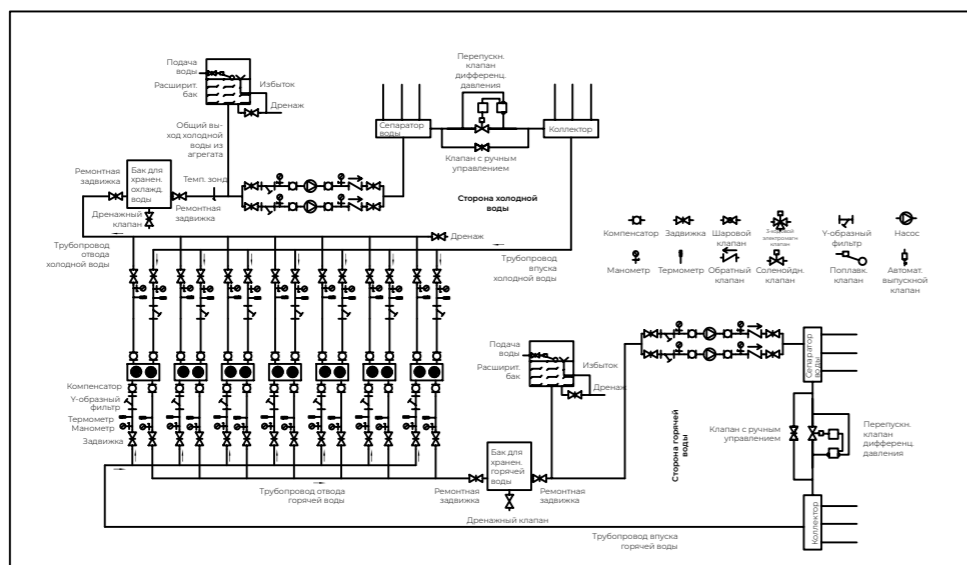 Подача
воды
Расширит.
бак
Избыток
Дренаж
Общий вы-
ход холодной
воды из
агрегата
Перепускн.
клапан
дифференц.
давления
Сепаратор
воды
Коллектор
Клапан с ручным
управлением
Ремонтная
задвижка
Бак для
хранен.
охлажд.
воды
Темп. зонд
Ремонтная
задвижка
Дренажный
клапан
Сторона холодной
воды
Трубопровод
отвода
холодной воды
Дренаж
Трубопровод
впуска
холодной воды
Компенсатор
Задвижка
Шаровой
клапан
3-ходовой
электромагн.
клапан
Y-образный
фильтр
Насос
Манометр
Термометр
Обратный
клапан
Соленойдн.
клапан
Поплавк.
клапан
Автомат.
выпускной
клапан
Подача
воды
Расширит.
бак
Избыток
Дренаж
Сепаратор
воды
Компенсатор
Y-образный
фильтр
Термометр
Манометр
Задвижка
Сторона горячей
воды
Клапан с ручным
управлением
Перепускн.
клапан
дифференц.
давления
Бак для
хранен.
горячей
воды
Трубопровод отвода
горячей воды
Ремонтная
задвижка
Ремонтная
задвижка
Дренажный клапан
Трубопровод впуска
горячей воды
Коллектор